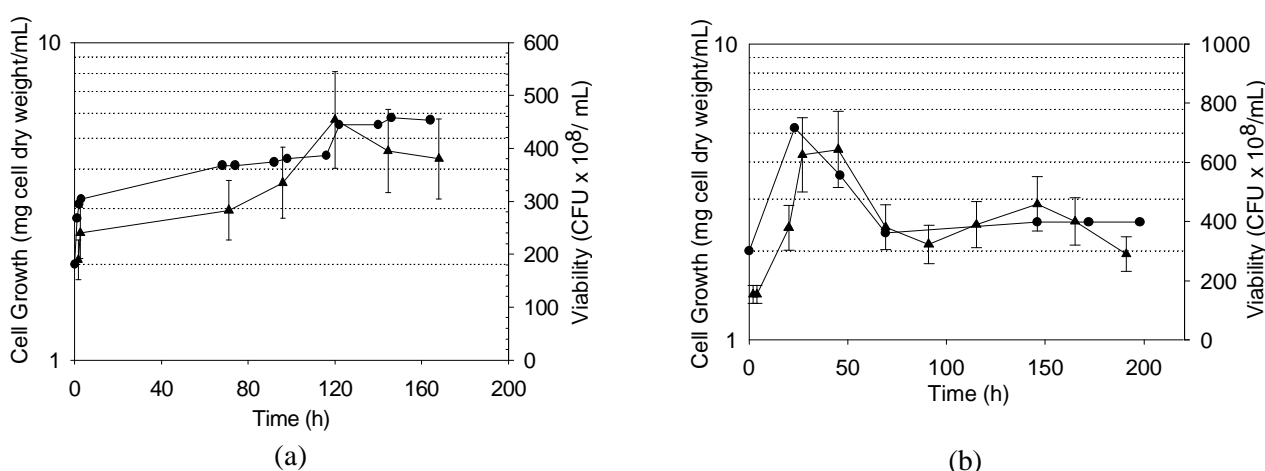 Cell Growth (mg cell dry weight/mL)
10
1
600
500
400
300
200
100
0
Viability (CFU x 10⁸/ mL)
0 40 80 120 160 200
Time (h)
(a)
Cell Growth (mg cell dry weight/mL)
10
1
1000
800
600
400
200
0
Viability (CFU x 10⁸/mL)
0 50 100 150 200
Time (h)
(b)